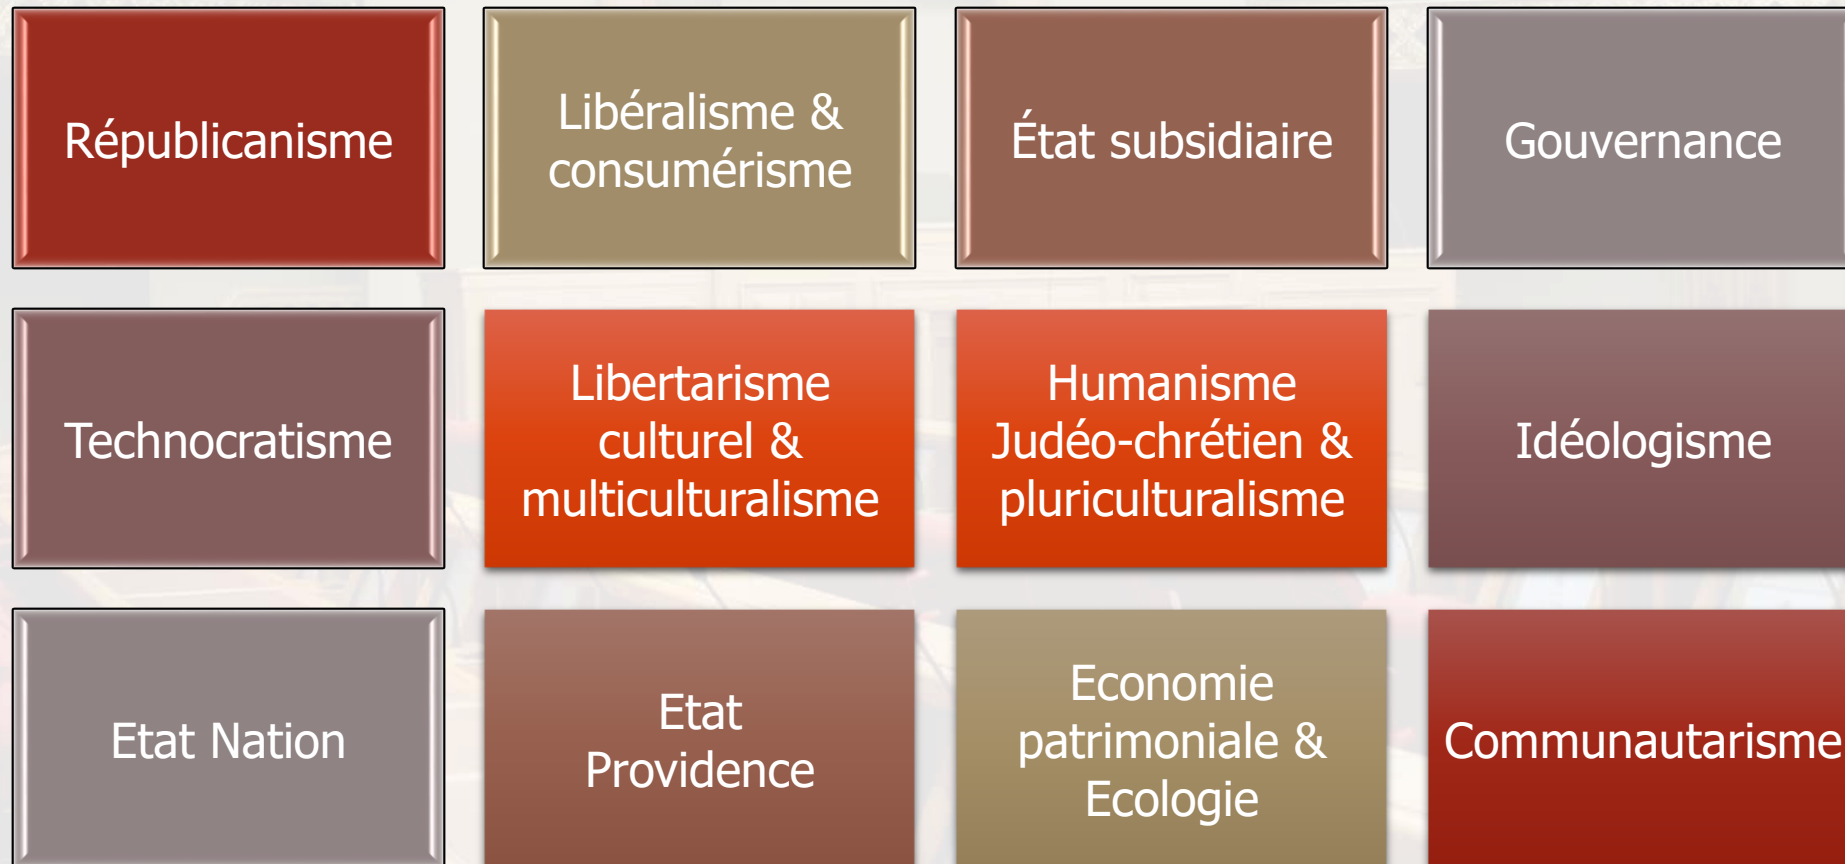 Républicanisme
Libéralisme &
consumérisme
État subsidiaire
Gouvernance
Technocratisme
Libertarisme
culturel &
multiculturalisme
Humanisme
Judéo-chrétien &
pluriculturalisme
Idéologisme
Etat Nation
Etat
Providence
Economie
patrimoniale &
Ecologie
Communautarisme